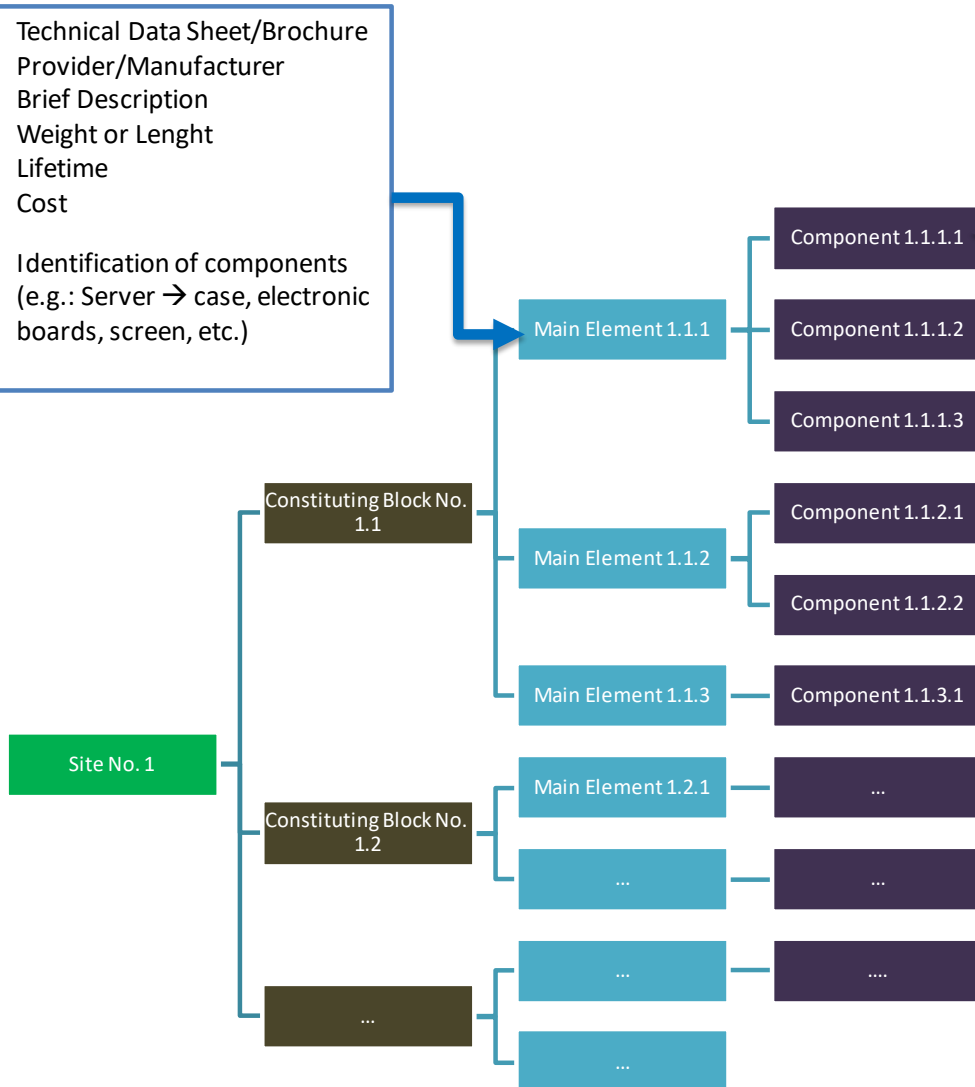 Technical Data Sheet/Brochure
Provider/Manufacturer
Brief Description
Weight or Lenght
Lifetime
Cost
Identification of components
(e.g.: Server → case, electronic
boards, screen, etc.)
Component 1.1.1.1
Main Element 1.1.1
Component 1.1.1.2
Component 1.1.1.3
Constituting Block No.
1.1
Component 1.1.2.1
Main Element 1.1.2
Component 1.1.2.2
Main Element 1.1.3
Component 1.1.3.1
Site No. 1
Main Element 1.2.1
...
Constituting Block No.
1.2
...
...
...
....
...
...